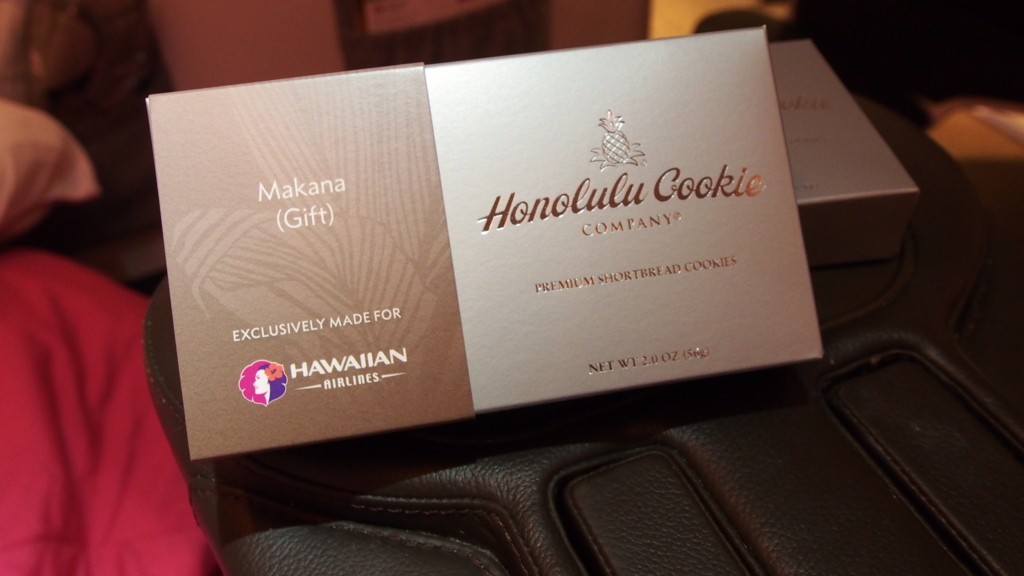 Makana
(Gift)
EXCLUSIVELY MADE FOR
HAWAIIAN
AIRLINES
Honolulu Cookie
COMPANY®
PREMIUM SHORTBREAD COOKIES
NET WT 2.0 OZ (56g)